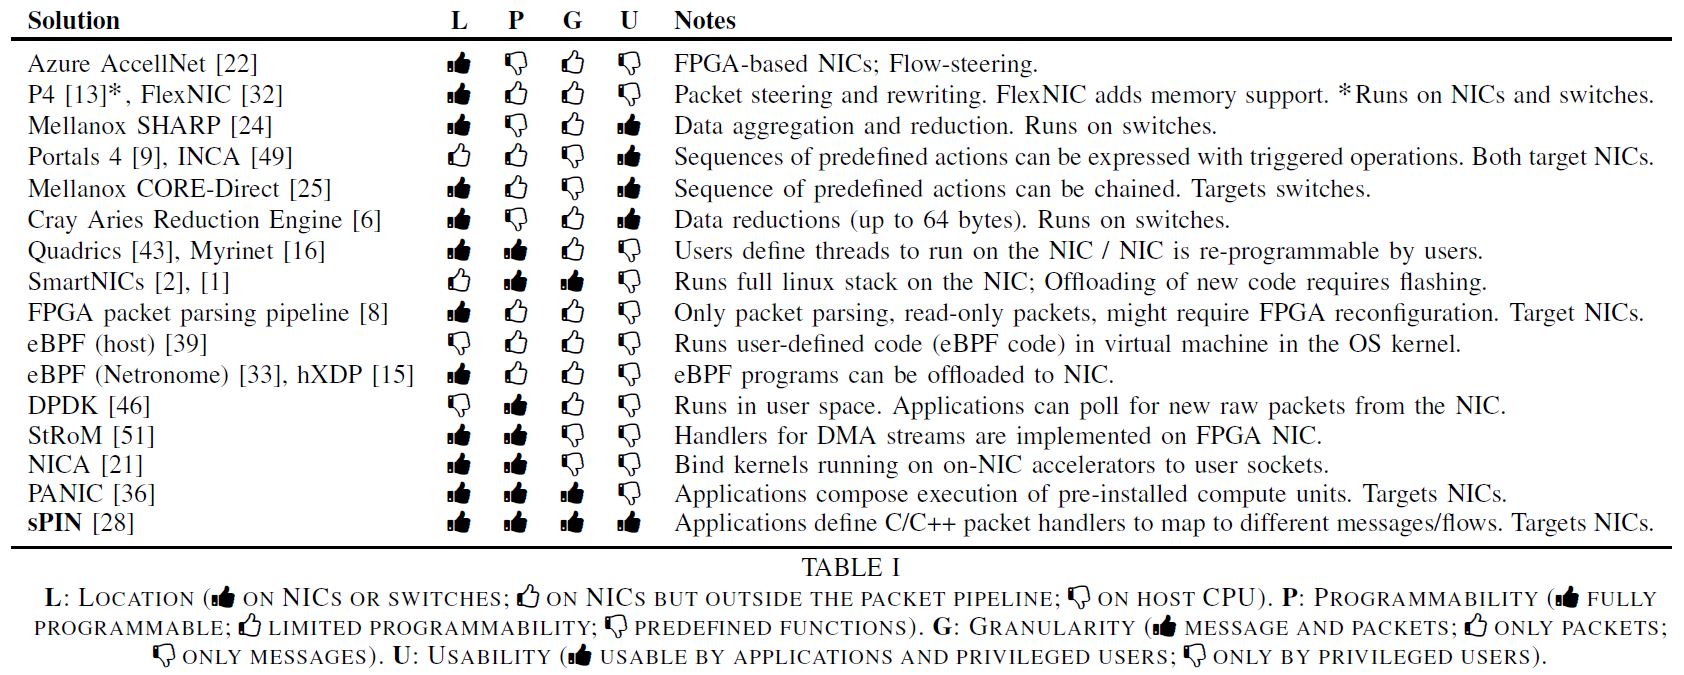 Solution L P G U Notes
Azure AccellNet [22] 👍 👎 👍 👎 FPGA-based NICs; Flow-steering.
P4 [13]*, FlexNIC [32] Packet steering and rewriting. FlexNIC adds memory support. *Runs on NICs and switches.
Mellanox SHARP [24] Data aggregation and reduction. Runs on switches.
Portals 4 [9], INCA [49] Sequences of predefined actions can be expressed with triggered operations. Both target NICs.
Mellanox CORE-Direct [25] Sequence of predefined actions can be chained. Targets switches.
Cray Aries Reduction Engine [6] Data reductions (up to 64 bytes). Runs on switches.
Quadrics [43], Myrinet [16] Users define threads to run on the NIC / NIC is re-programmable by users.
SmartNICs [2], [1] Runs full linux stack on the NIC; Offloading of new code requires flashing.
FPGA packet parsing pipeline [8] Only packet parsing, read-only packets, might require FPGA reconfiguration. Target NICs.
eBPF (host) [39] Runs user-defined code (eBPF code) in virtual machine in the OS kernel.
eBPF (Netronome) [33], hXDP [15] eBPF programs can be offloaded to NIC.
DPDK [46] Runs in user space. Applications can poll for new raw packets from the NIC.
StRoM [51] Handlers for DMA streams are implemented on FPGA NIC.
NICA [21] Bind kernels running on on-NIC accelerators to user sockets.
PANIC [36] Applications compose execution of pre-installed compute units. Targets NICs.
sPIN [28] Applications define C/C++ packet handlers to map to different messages/flows. Targets NICs.
TABLE I
L: LOCATION ( ON NICS OR SWITCHES; ON NICS BUT OUTSIDE THE PACKET PIPELINE; ON HOST CPU). P: PROGRAMMABILITY ( FULLY
PROGRAMMABLE; LIMITED PROGRAMMABILITY; PREDEFINED FUNCTIONS). G: GRANULARITY ( MESSAGE AND PACKETS; ONLY PACKETS;
ONLY MESSAGES). U: USABILITY ( USABLE BY APPLICATIONS AND PRIVILEGED USERS; ONLY BY PRIVILEGED USERS).